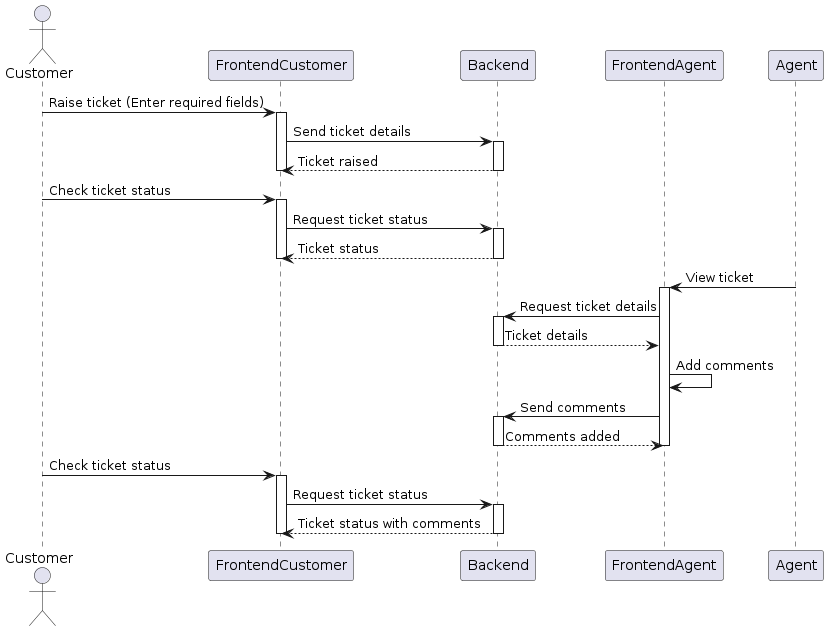 Customer
FrontendCustomer
Backend
FrontendAgent
Agent
Raise ticket (Enter required fields)
Send ticket details
Ticket raised
Check ticket status
Request ticket status
Ticket status
View ticket
Request ticket details
Ticket details
Add comments
Send comments
Comments added
Check ticket status
Request ticket status
Ticket status with comments
Customer
FrontendCustomer
Backend
FrontendAgent
Agent